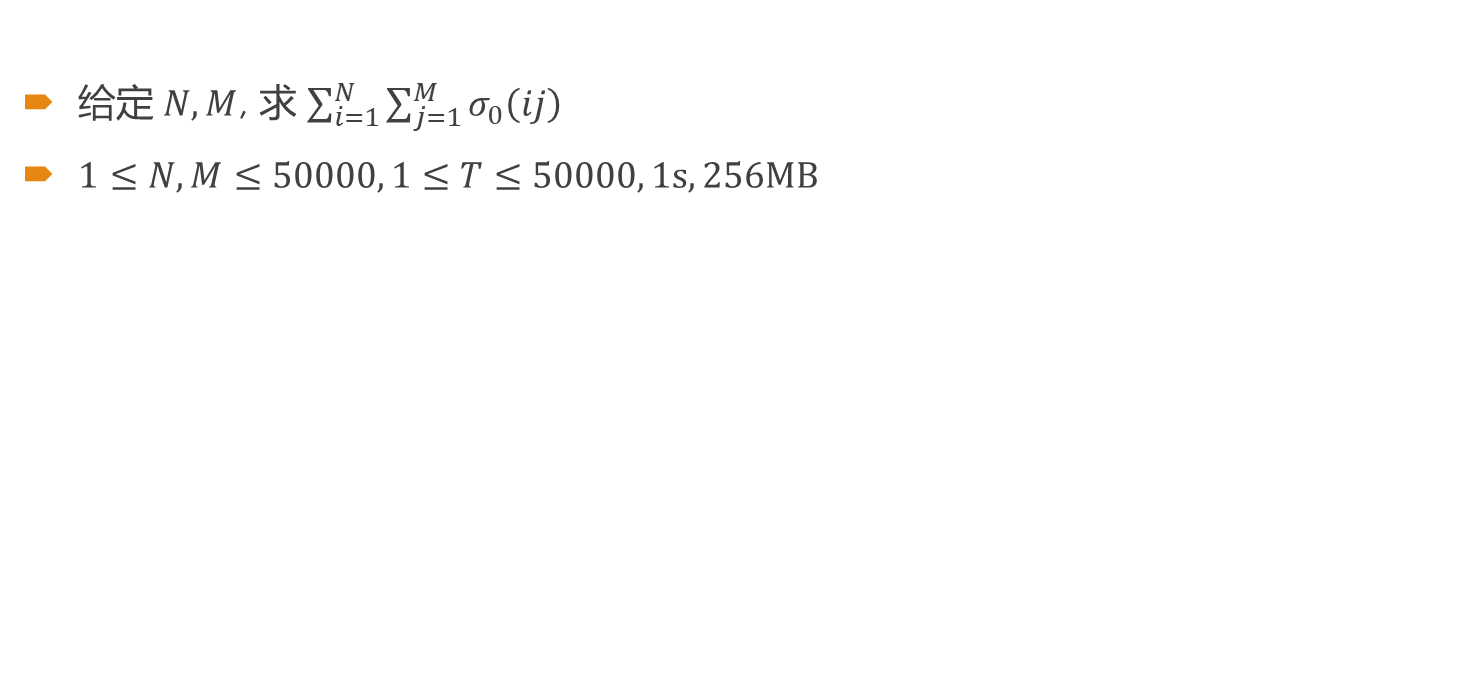 给定 N, M, 求 ∑_{i=1}^{N} ∑_{j=1}^{M} σ_0(ij)
1 ≤ N, M ≤ 50000, 1 ≤ T ≤ 50000, 1s, 256MB